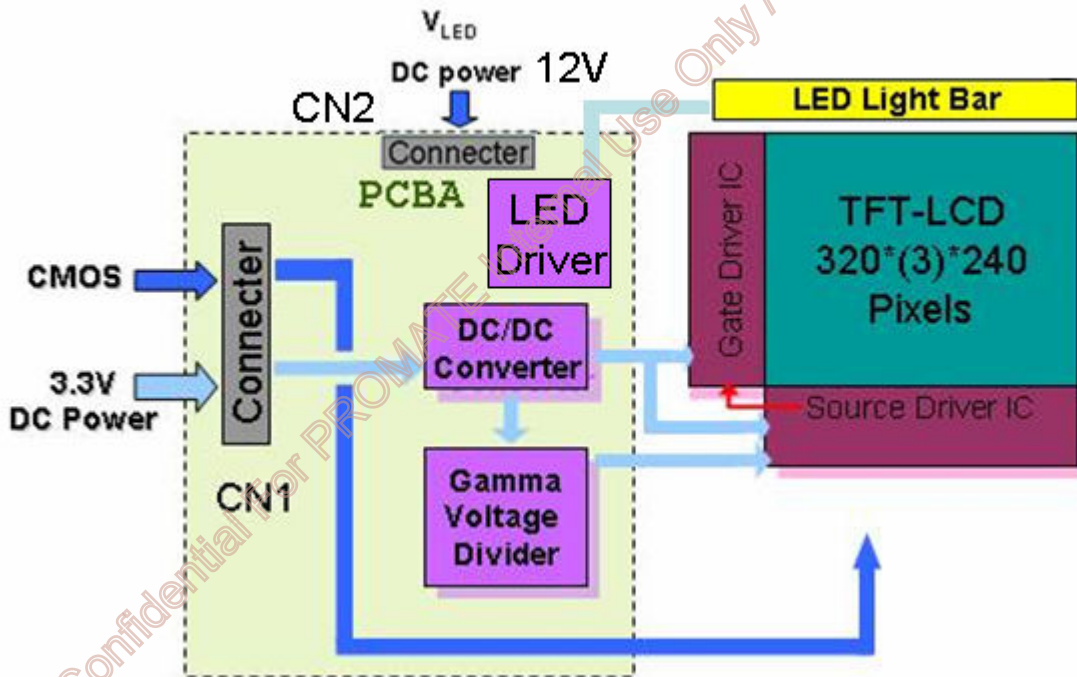 V_LED
DC power 12V
CN2
Connecter
PCBA
LED Light Bar
LED
Driver
Gate Driver IC
TFT-LCD
320*(3)*240
Pixels
CMOS
Connecter
3.3V
DC Power
DC/DC
Converter
Source Driver IC
CN1
Gamma
Voltage
Divider
Confidential for PROMATE Internal Use Only /